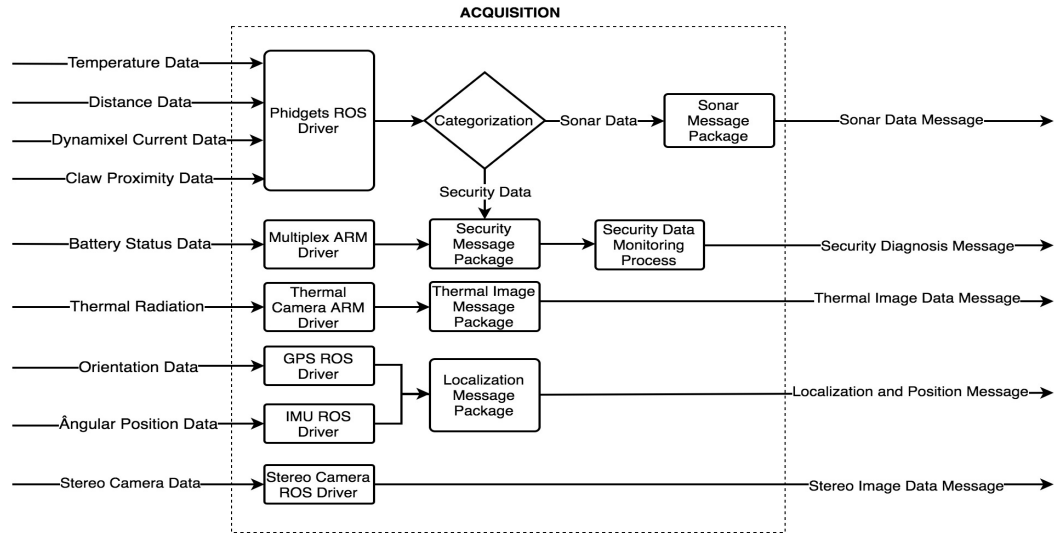 ACQUISITION
Temperature Data
Distance Data
Dynamixel Current Data
Claw Proximity Data
Phidgets ROS
Driver
Categorization
Sonar Data
Sonar
Message
Package
Sonar Data Message
Security Data
Battery Status Data
Multiplex ARM
Driver
Security
Message
Package
Security Data
Monitoring
Process
Security Diagnosis Message
Thermal Radiation
Thermal
Camera ARM
Driver
Thermal Image
Message
Package
Thermal Image Data Message
Orientation Data
GPS ROS
Driver
Ângular Position Data
IMU ROS
Driver
Localization
Message
Package
Localization and Position Message
Stereo Camera Data
Stereo Camera
ROS Driver
Stereo Image Data Message